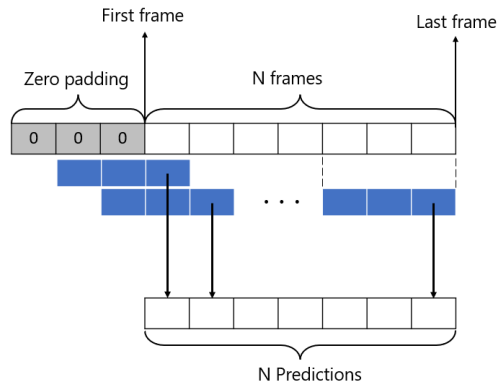 First frame
Last frame
Zero padding
N frames
0 0 0
. . .
N Predictions